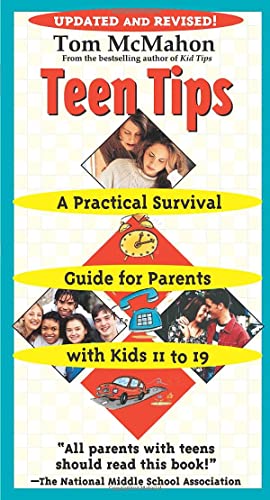 UPDATED AND REVISED!
Tom McMahon
From the bestselling author of Kid Tips
Teen Tips
A Practical Survival
Guide for Parents
with Kids 11 to 19
"All parents with teens
should read this book!"
—The National Middle School Association